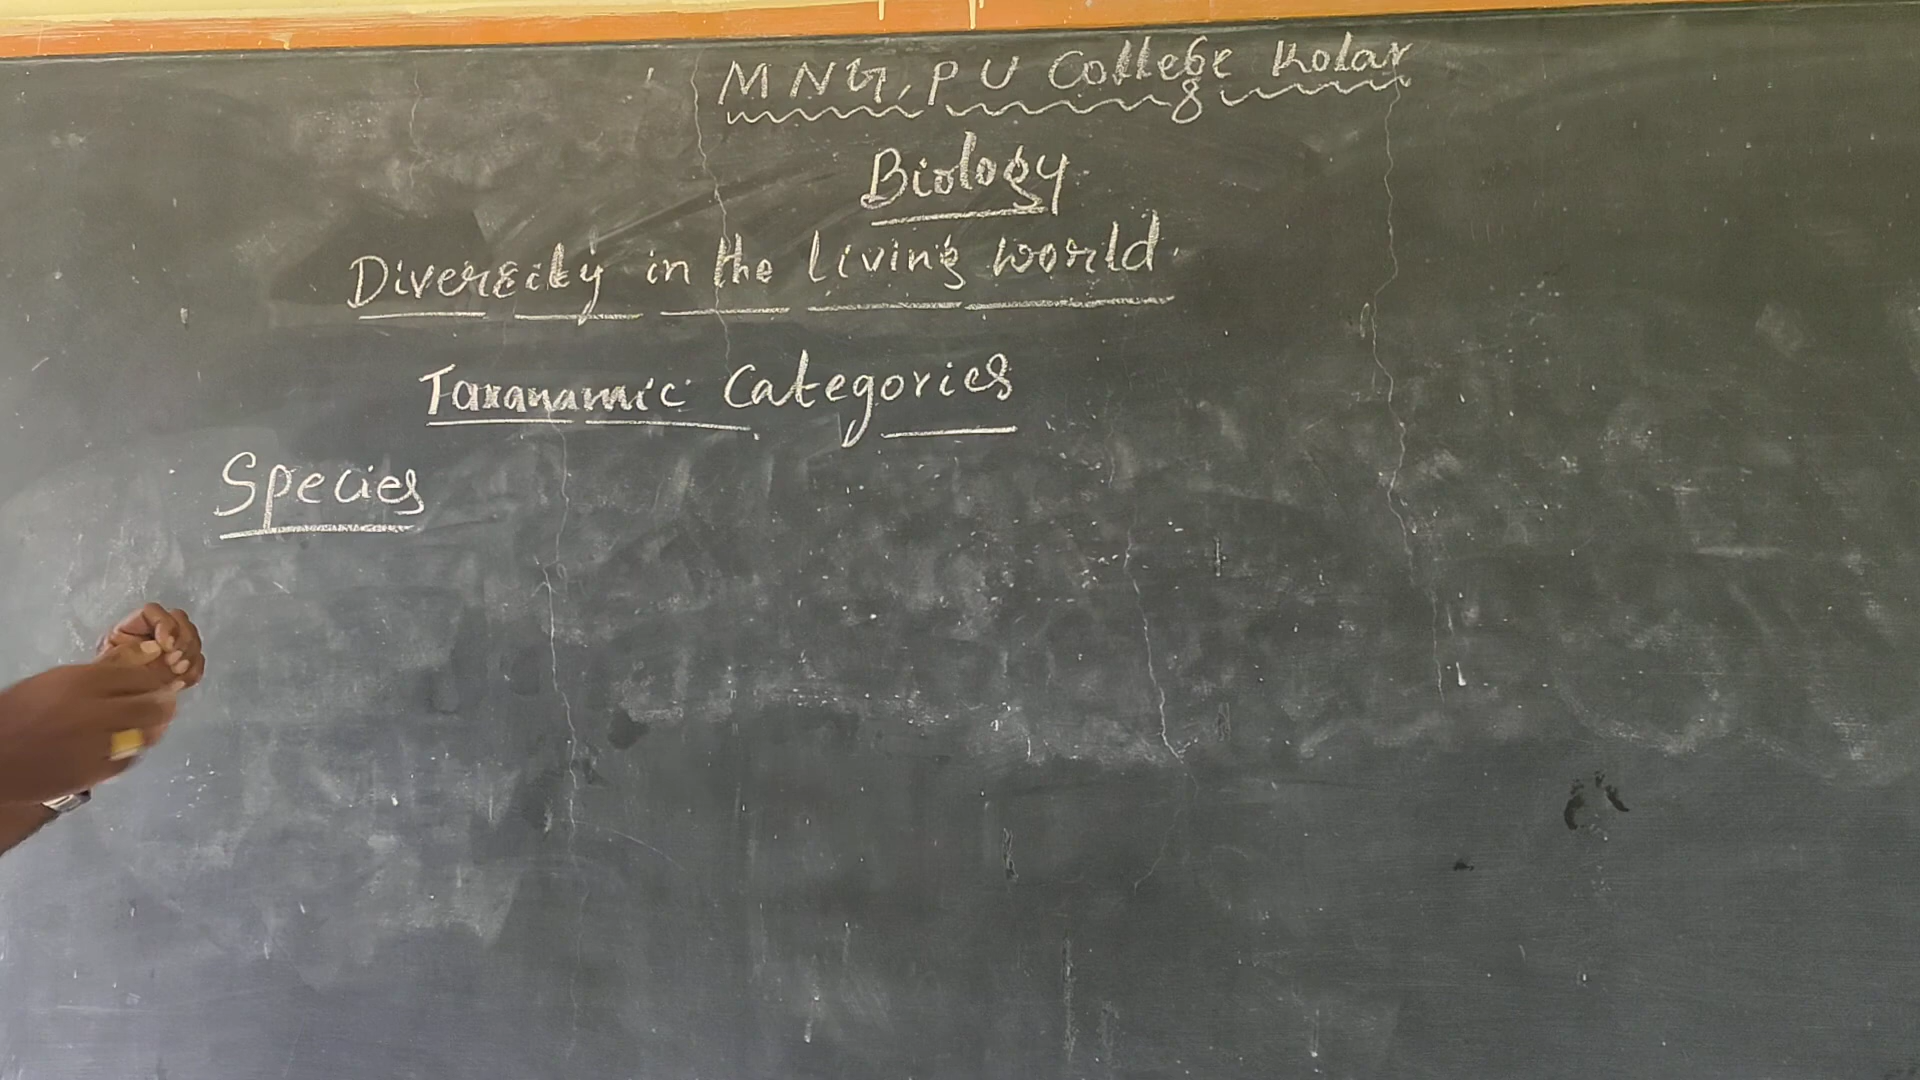 MNG, PU College Kolar
Biology
Diversity in the living world.
Taxanamic Categories
Species